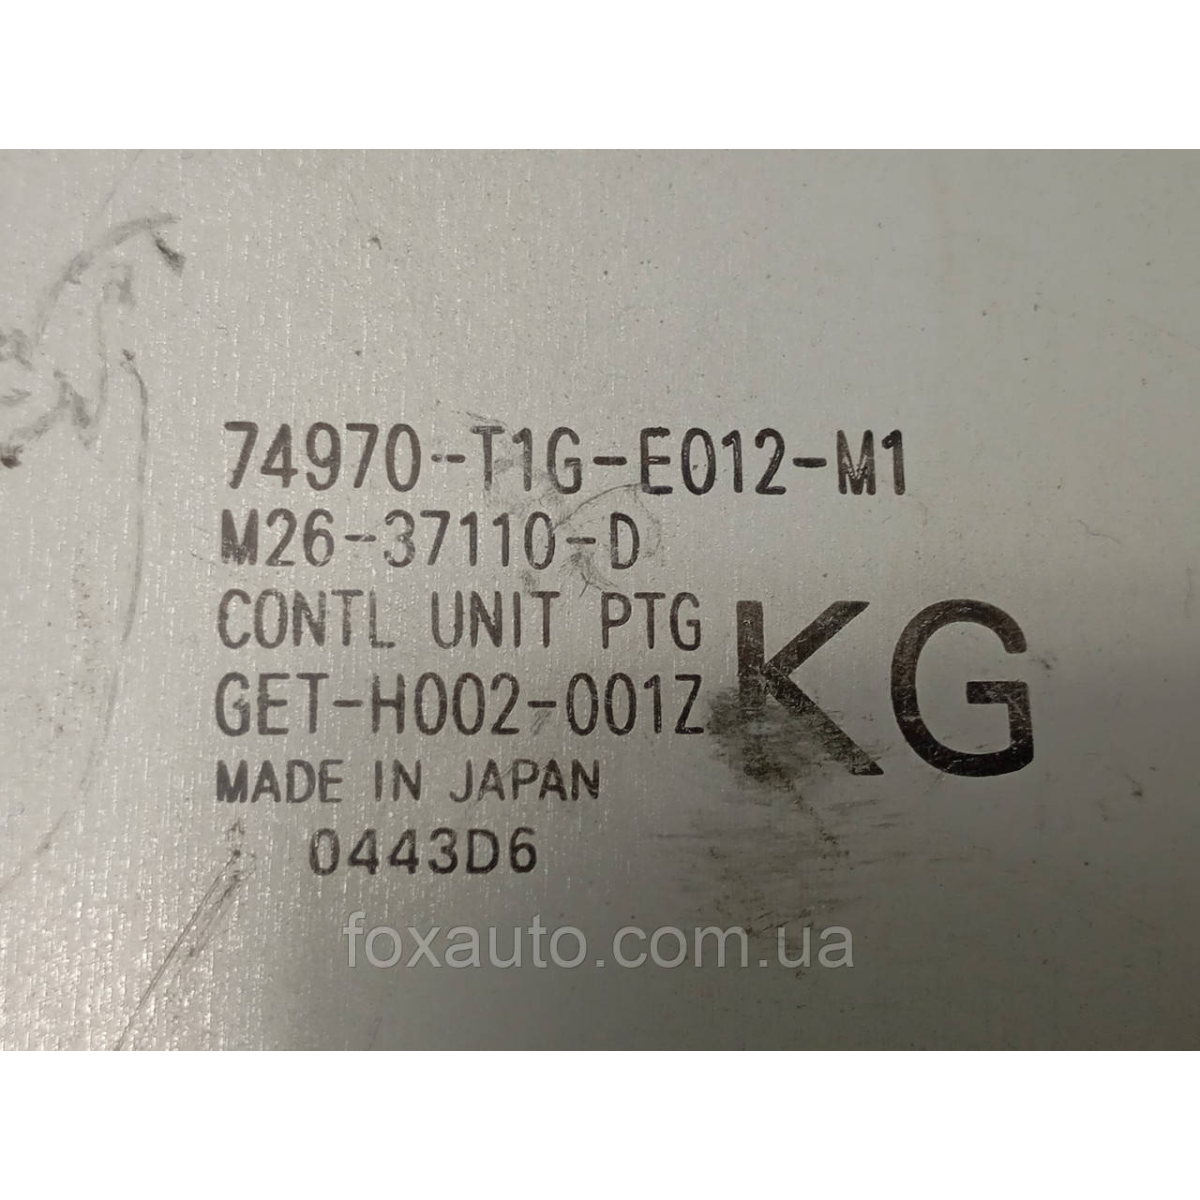 74970-T1G-E012-M1
M26-37110-D
CONTL UNIT PTG
KG
GET-H002-001Z
MADE IN JAPAN
0443D6
foxauto.com.ua